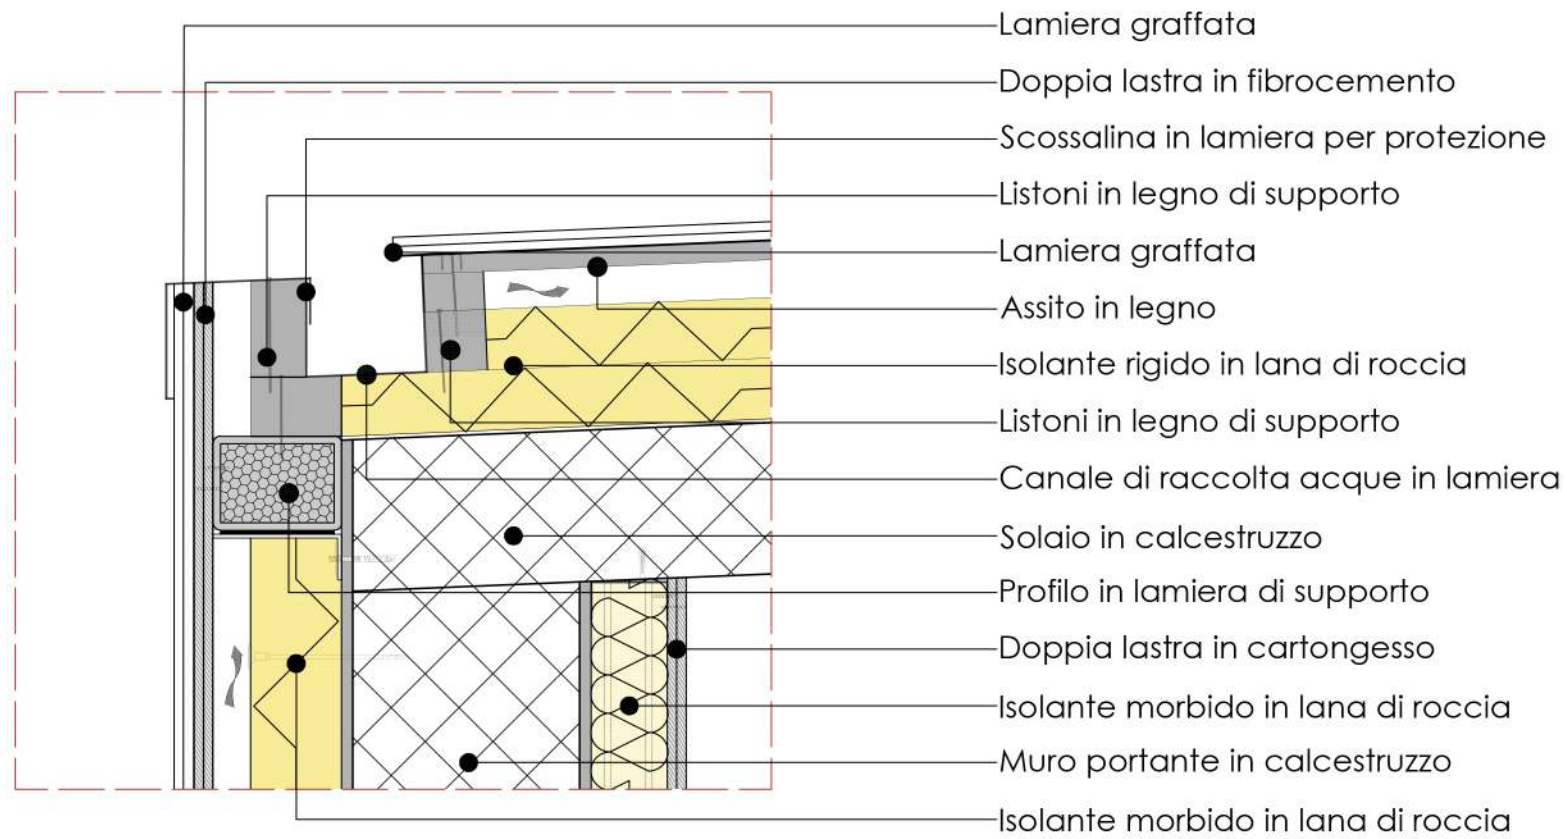 Lamiera graffata
Doppia lastra in fibrocemento
Scossalina in lamiera per protezione
Listoni in legno di supporto
Lamiera graffata
Assito in legno
Isolante rigido in lana di roccia
Listoni in legno di supporto
Canale di raccolta acque in lamiera
Solaio in calcestruzzo
Profilo in lamiera di supporto
Doppia lastra in cartongesso
Isolante morbido in lana di roccia
Muro portante in calcestruzzo
Isolante morbido in lana di roccia